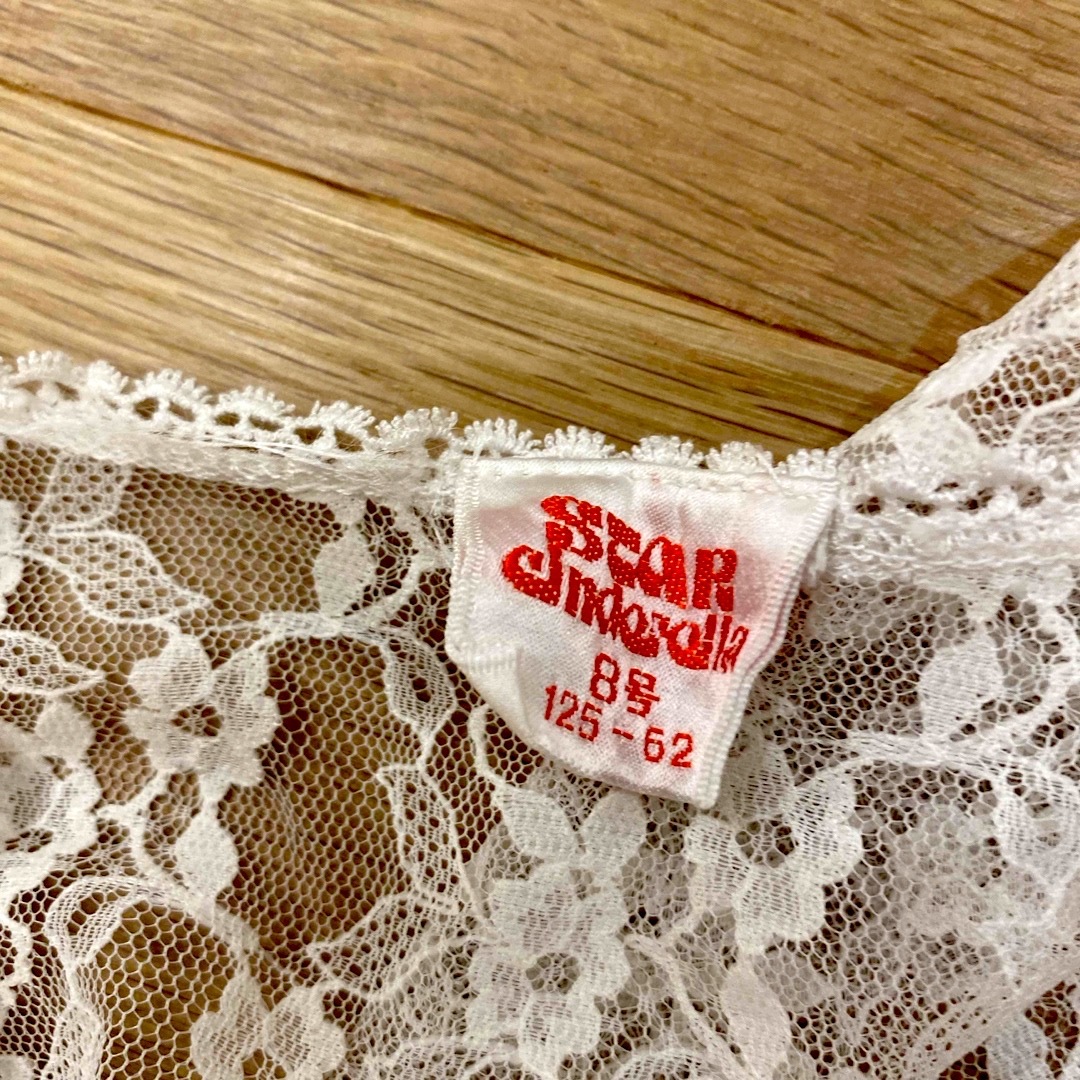 STAR
Cinderella
8号
125-62